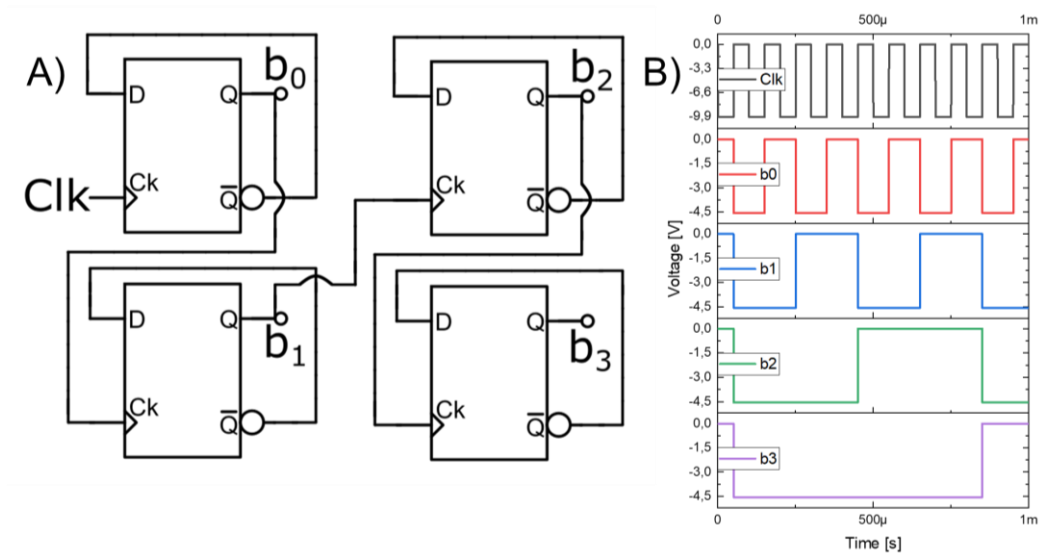 A)
D
Q
b0
Clk
Ck
Q̅
D
Q
b1
Ck
Q̅
D
Q
b2
Ck
Q̅
D
Q
b3
Ck
Q̅
B)
0 500µ 1m
0,0
-3,3
-6,6
-9,9
Clk
0,0
-1,5
-3,0
-4,5
b0
Voltage [V]
0,0
-1,5
-3,0
-4,5
b1
0,0
-1,5
-3,0
-4,5
b2
0,0
-1,5
-3,0
-4,5
b3
0 500µ 1m
Time [s]